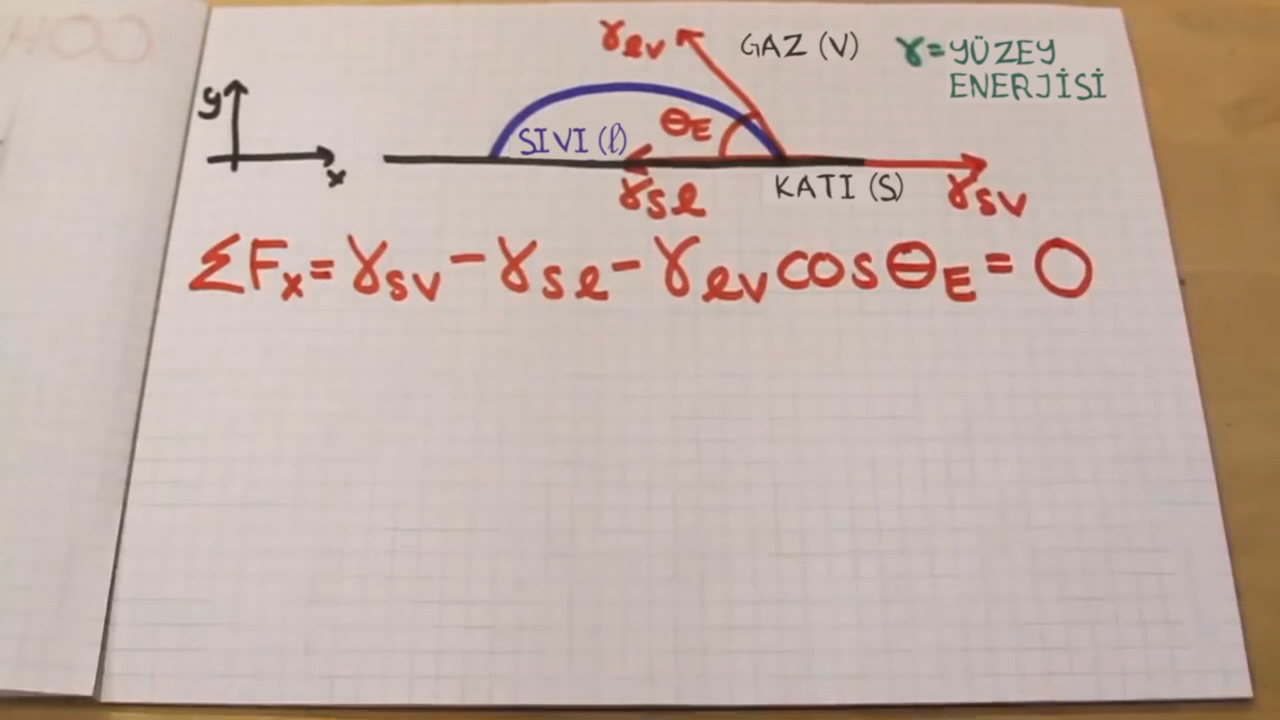 γℓv
GAZ (V)
γ = YÜZEY
ENERJİSİ
y
x
SIVI (ℓ)
θE
γsℓ
KATI (S)
γsv
ΣFx = γsv - γsℓ - γℓv cos θE = 0